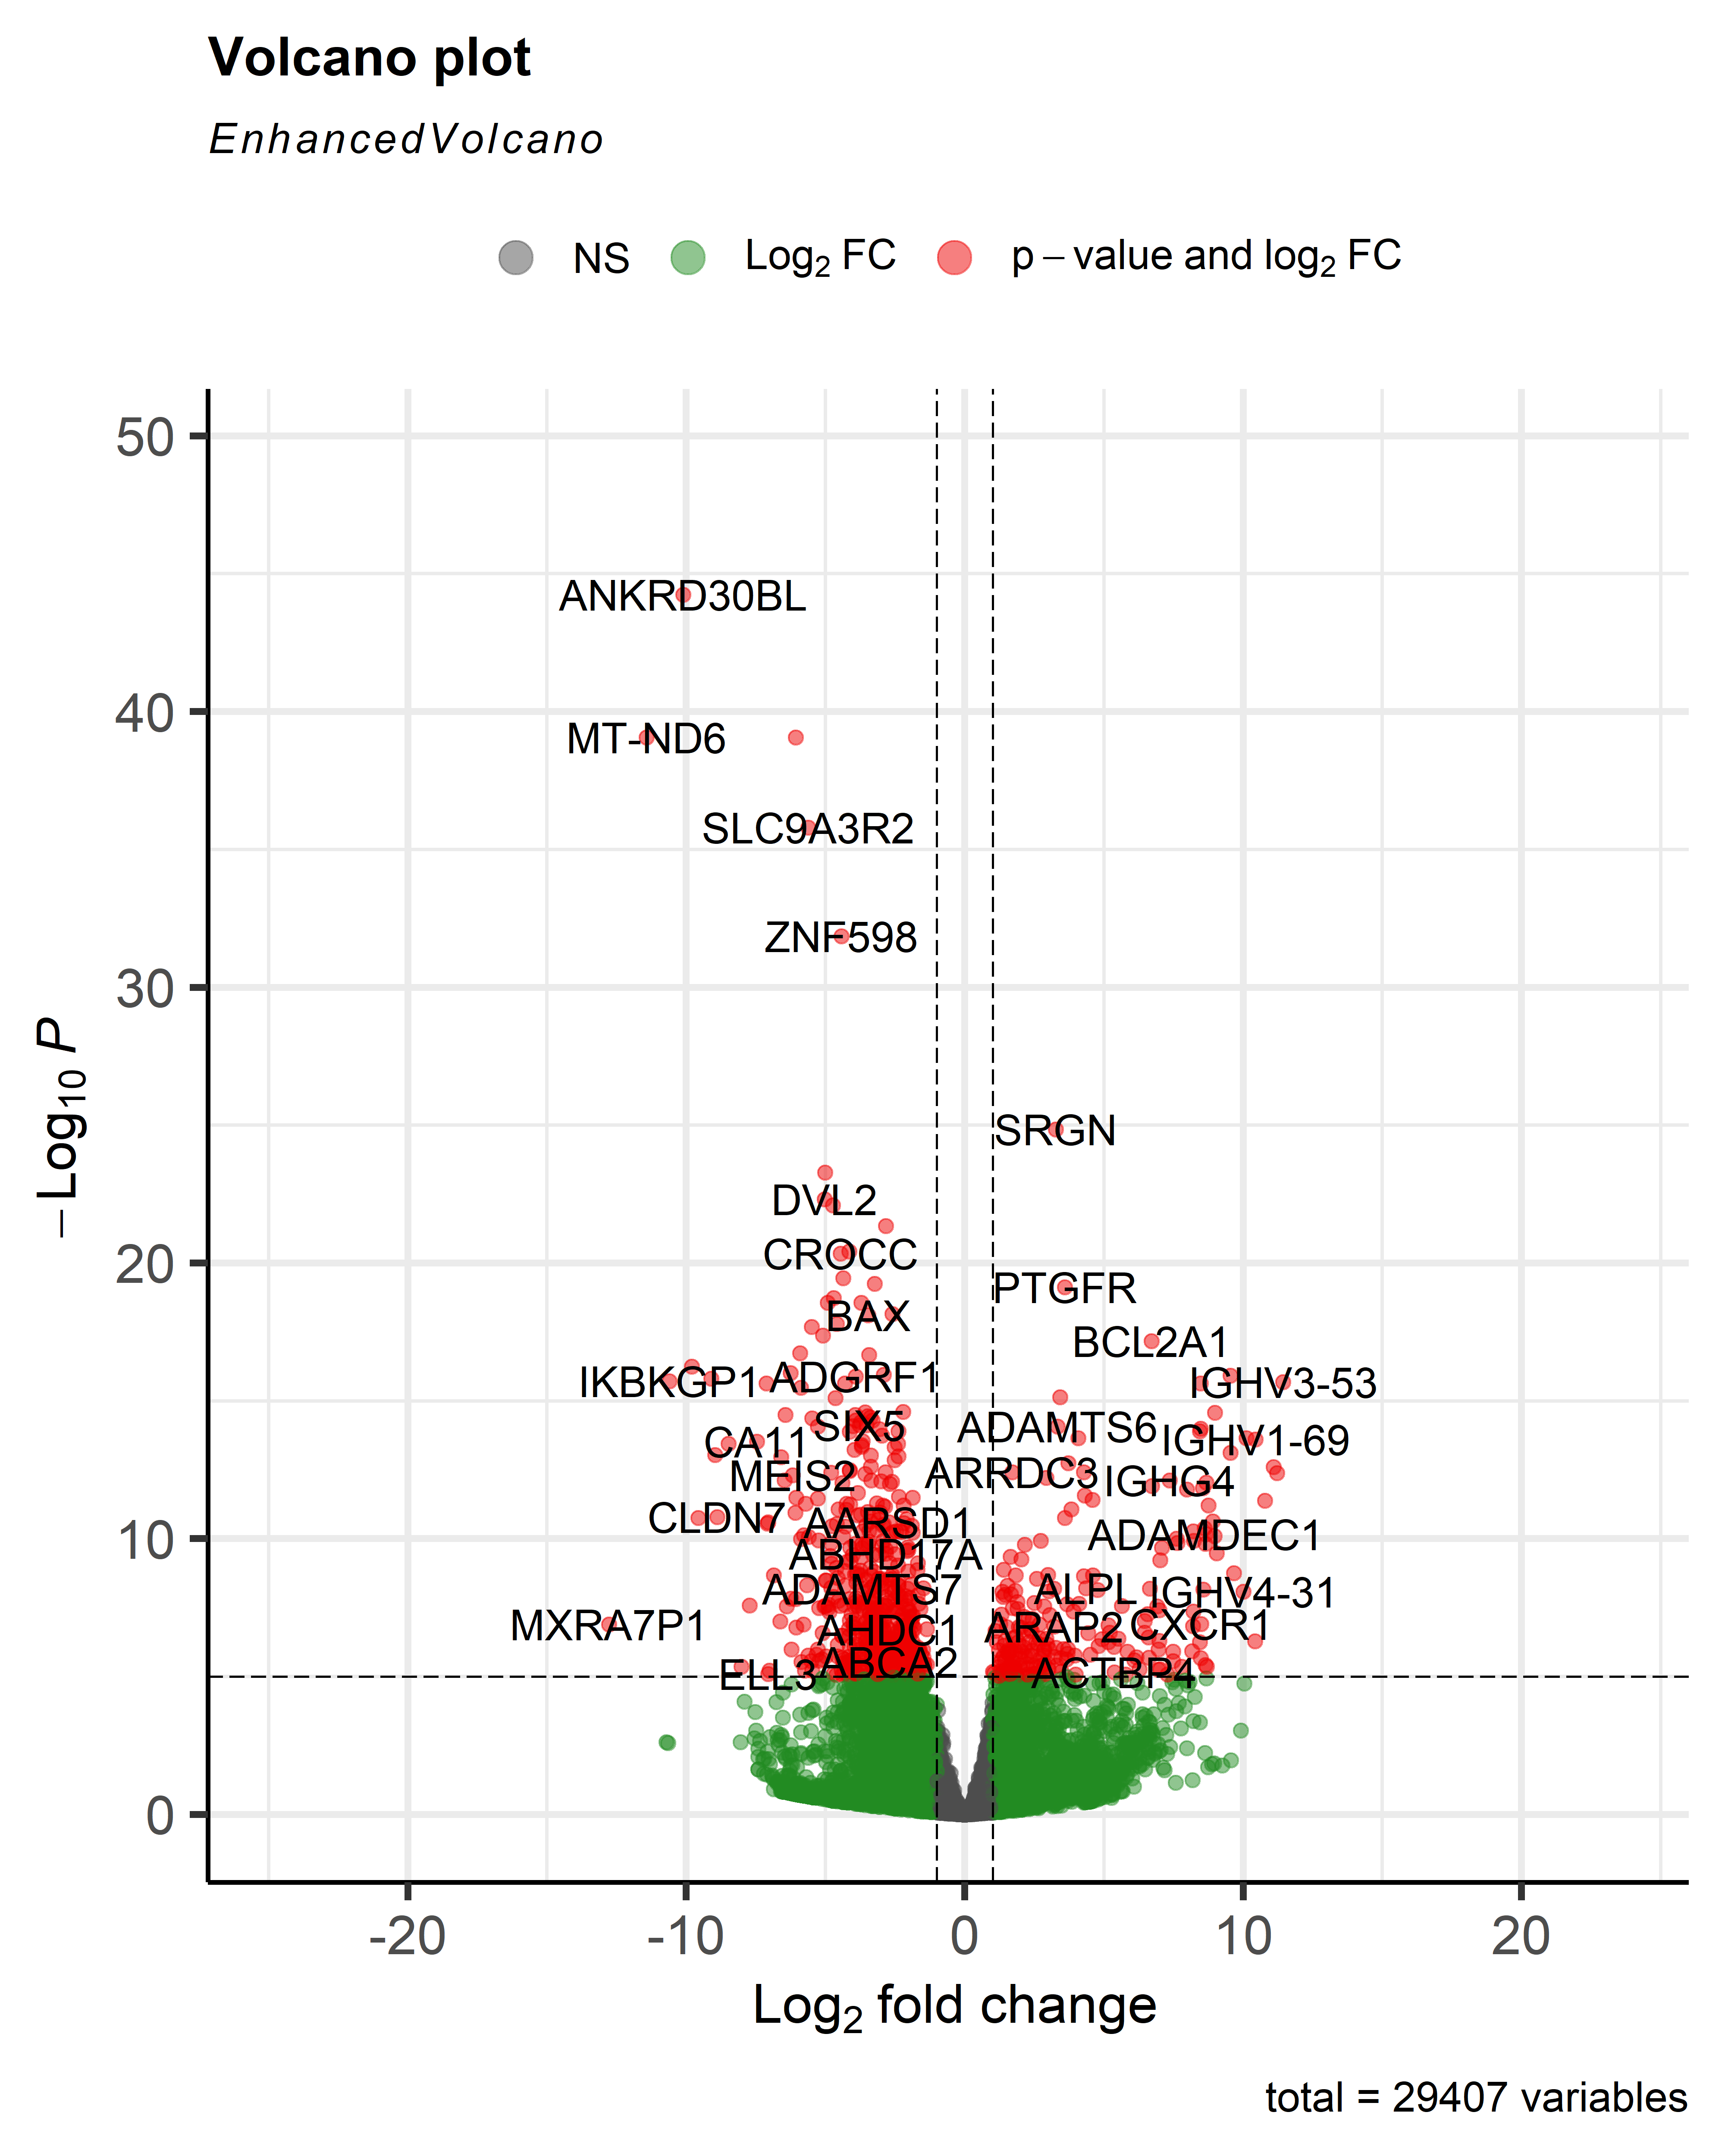 Volcano plot
EnhancedVolcano
NS Log2 FC p – value and log2 FC
50
ANKRD30BL
40
MT-ND6
SLC9A3R2
ZNF598
30
–Log10 P
SRGN
DVL2
CROCC
20
PTGFR
BAX
BCL2A1
IKBKGP1
ADGRF1
IGHV3-53
SIX5
ADAMTS6
CA11
IGHV1-69
MEIS2
ARRDC3
IGHG4
CLDN7
AARSD1
10
ADAMDEC1
ABHD17A
ADAMTS7
ALPL
IGHV4-31
MXRA7P1
AHDC1
ARAP2
CXCR1
ELL3
ABCA2
ACTBP4
0
-20 -10 0 10 20
Log2 fold change
total = 29407 variables